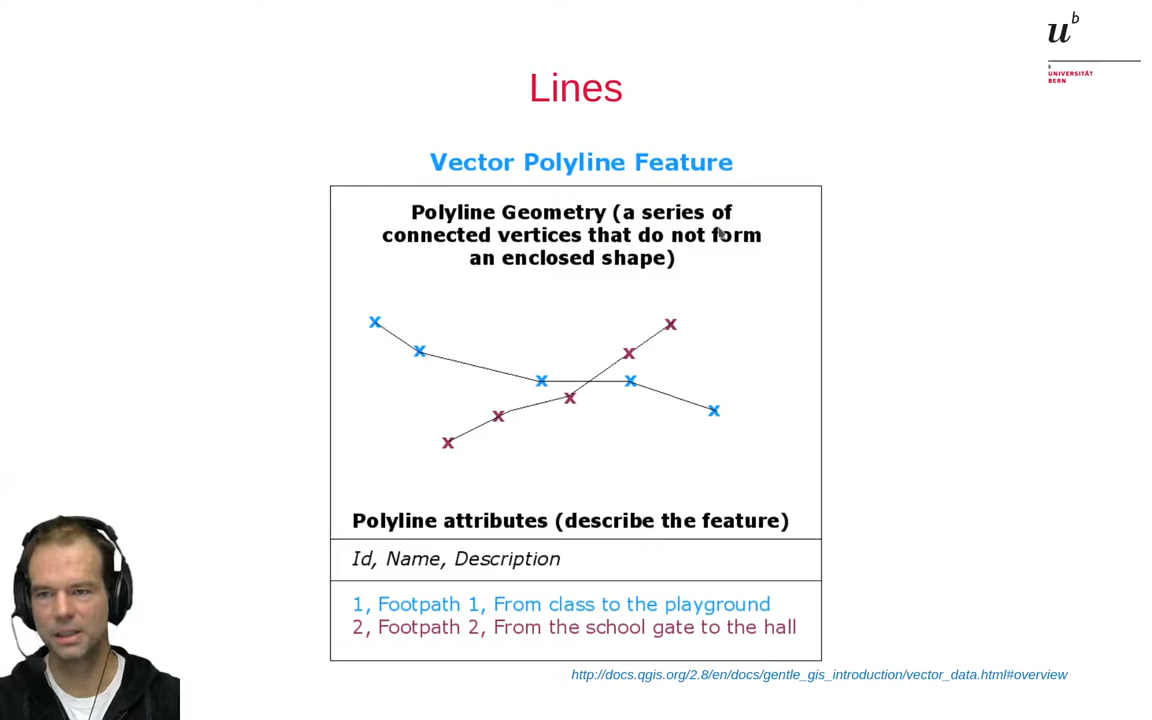 u b
b
UNIVERSITÄT
BERN
Lines
Vector Polyline Feature
Polyline Geometry (a series of
connected vertices that do not form
an enclosed shape)
x x x x x
x x x x x
Polyline attributes (describe the feature)
Id, Name, Description
1, Footpath 1, From class to the playground
2, Footpath 2, From the school gate to the hall
http://docs.qgis.org/2.8/en/docs/gentle_gis_introduction/vector_data.html#overview